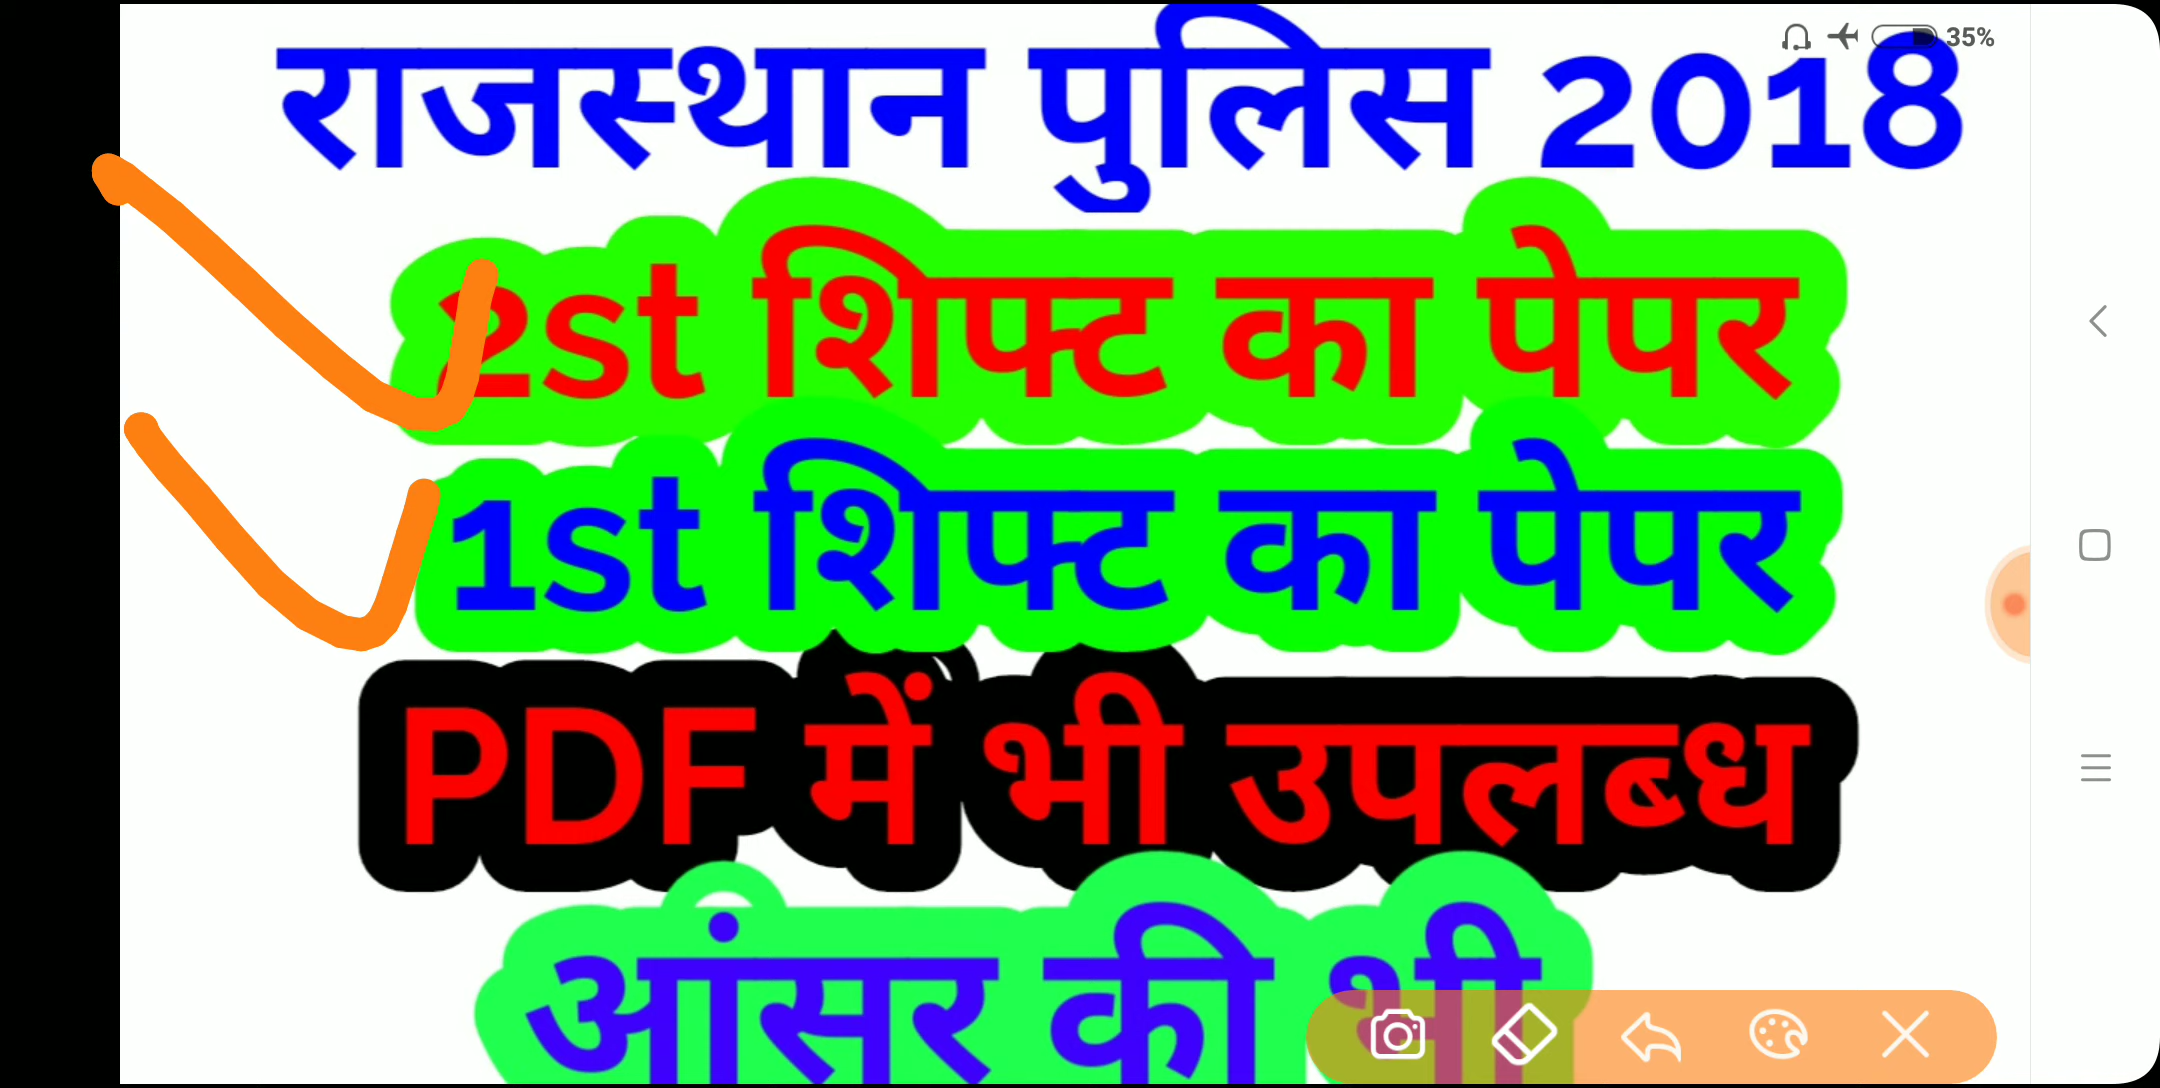 35%
राजस्थान पुलिस 2018
2st शिफ्ट का पेपर
1st शिफ्ट का पेपर
PDF में भी उपलब्ध
आंसर की भी